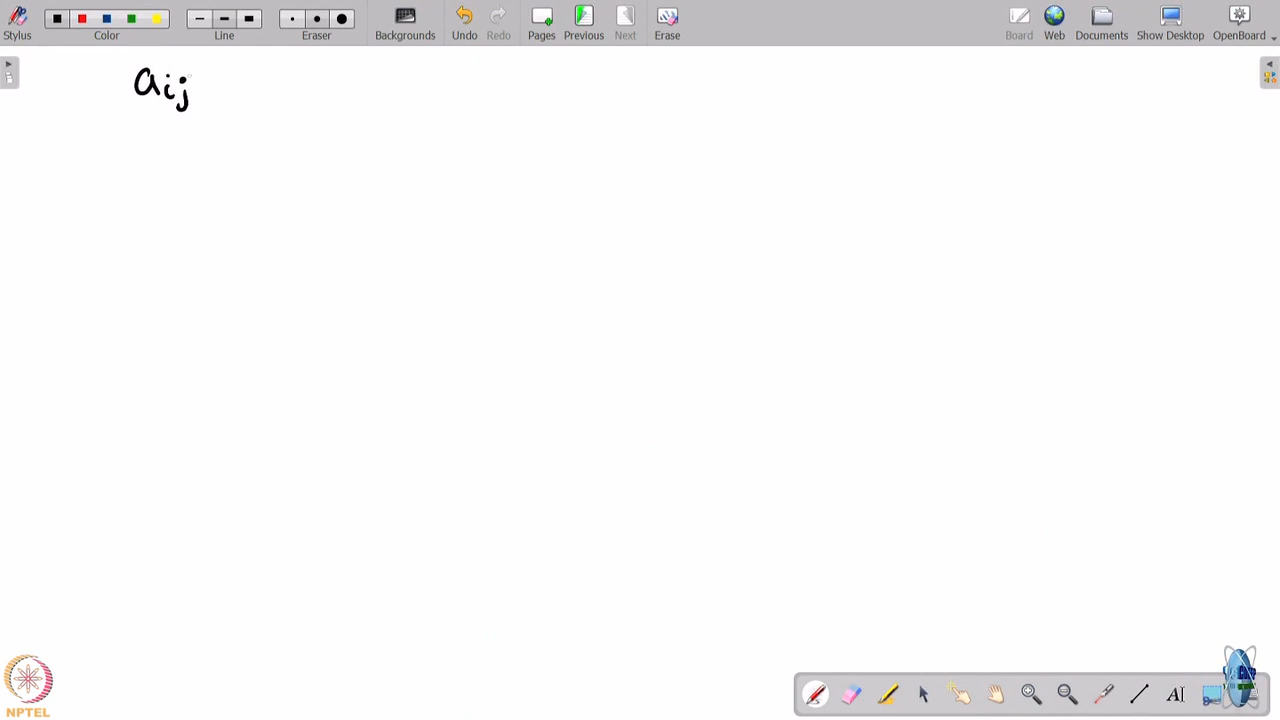 Stylus Color Line Eraser Backgrounds Undo Redo Pages Previous Next Erase Board Web Documents Show Desktop OpenBoard
aij
NPTEL